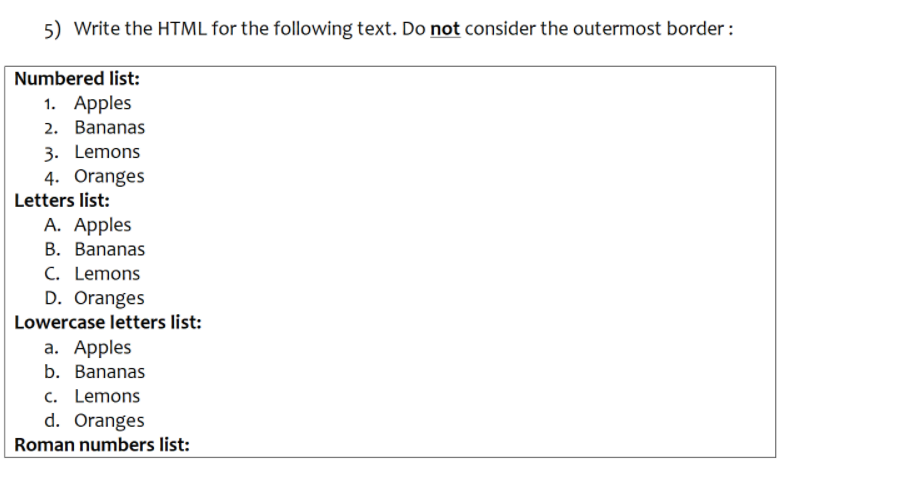 5) Write the HTML for the following text. Do not consider the outermost border :
Numbered list:
1. Apples
2. Bananas
3. Lemons
4. Oranges
Letters list:
A. Apples
B. Bananas
C. Lemons
D. Oranges
Lowercase letters list:
a. Apples
b. Bananas
c. Lemons
d. Oranges
Roman numbers list: